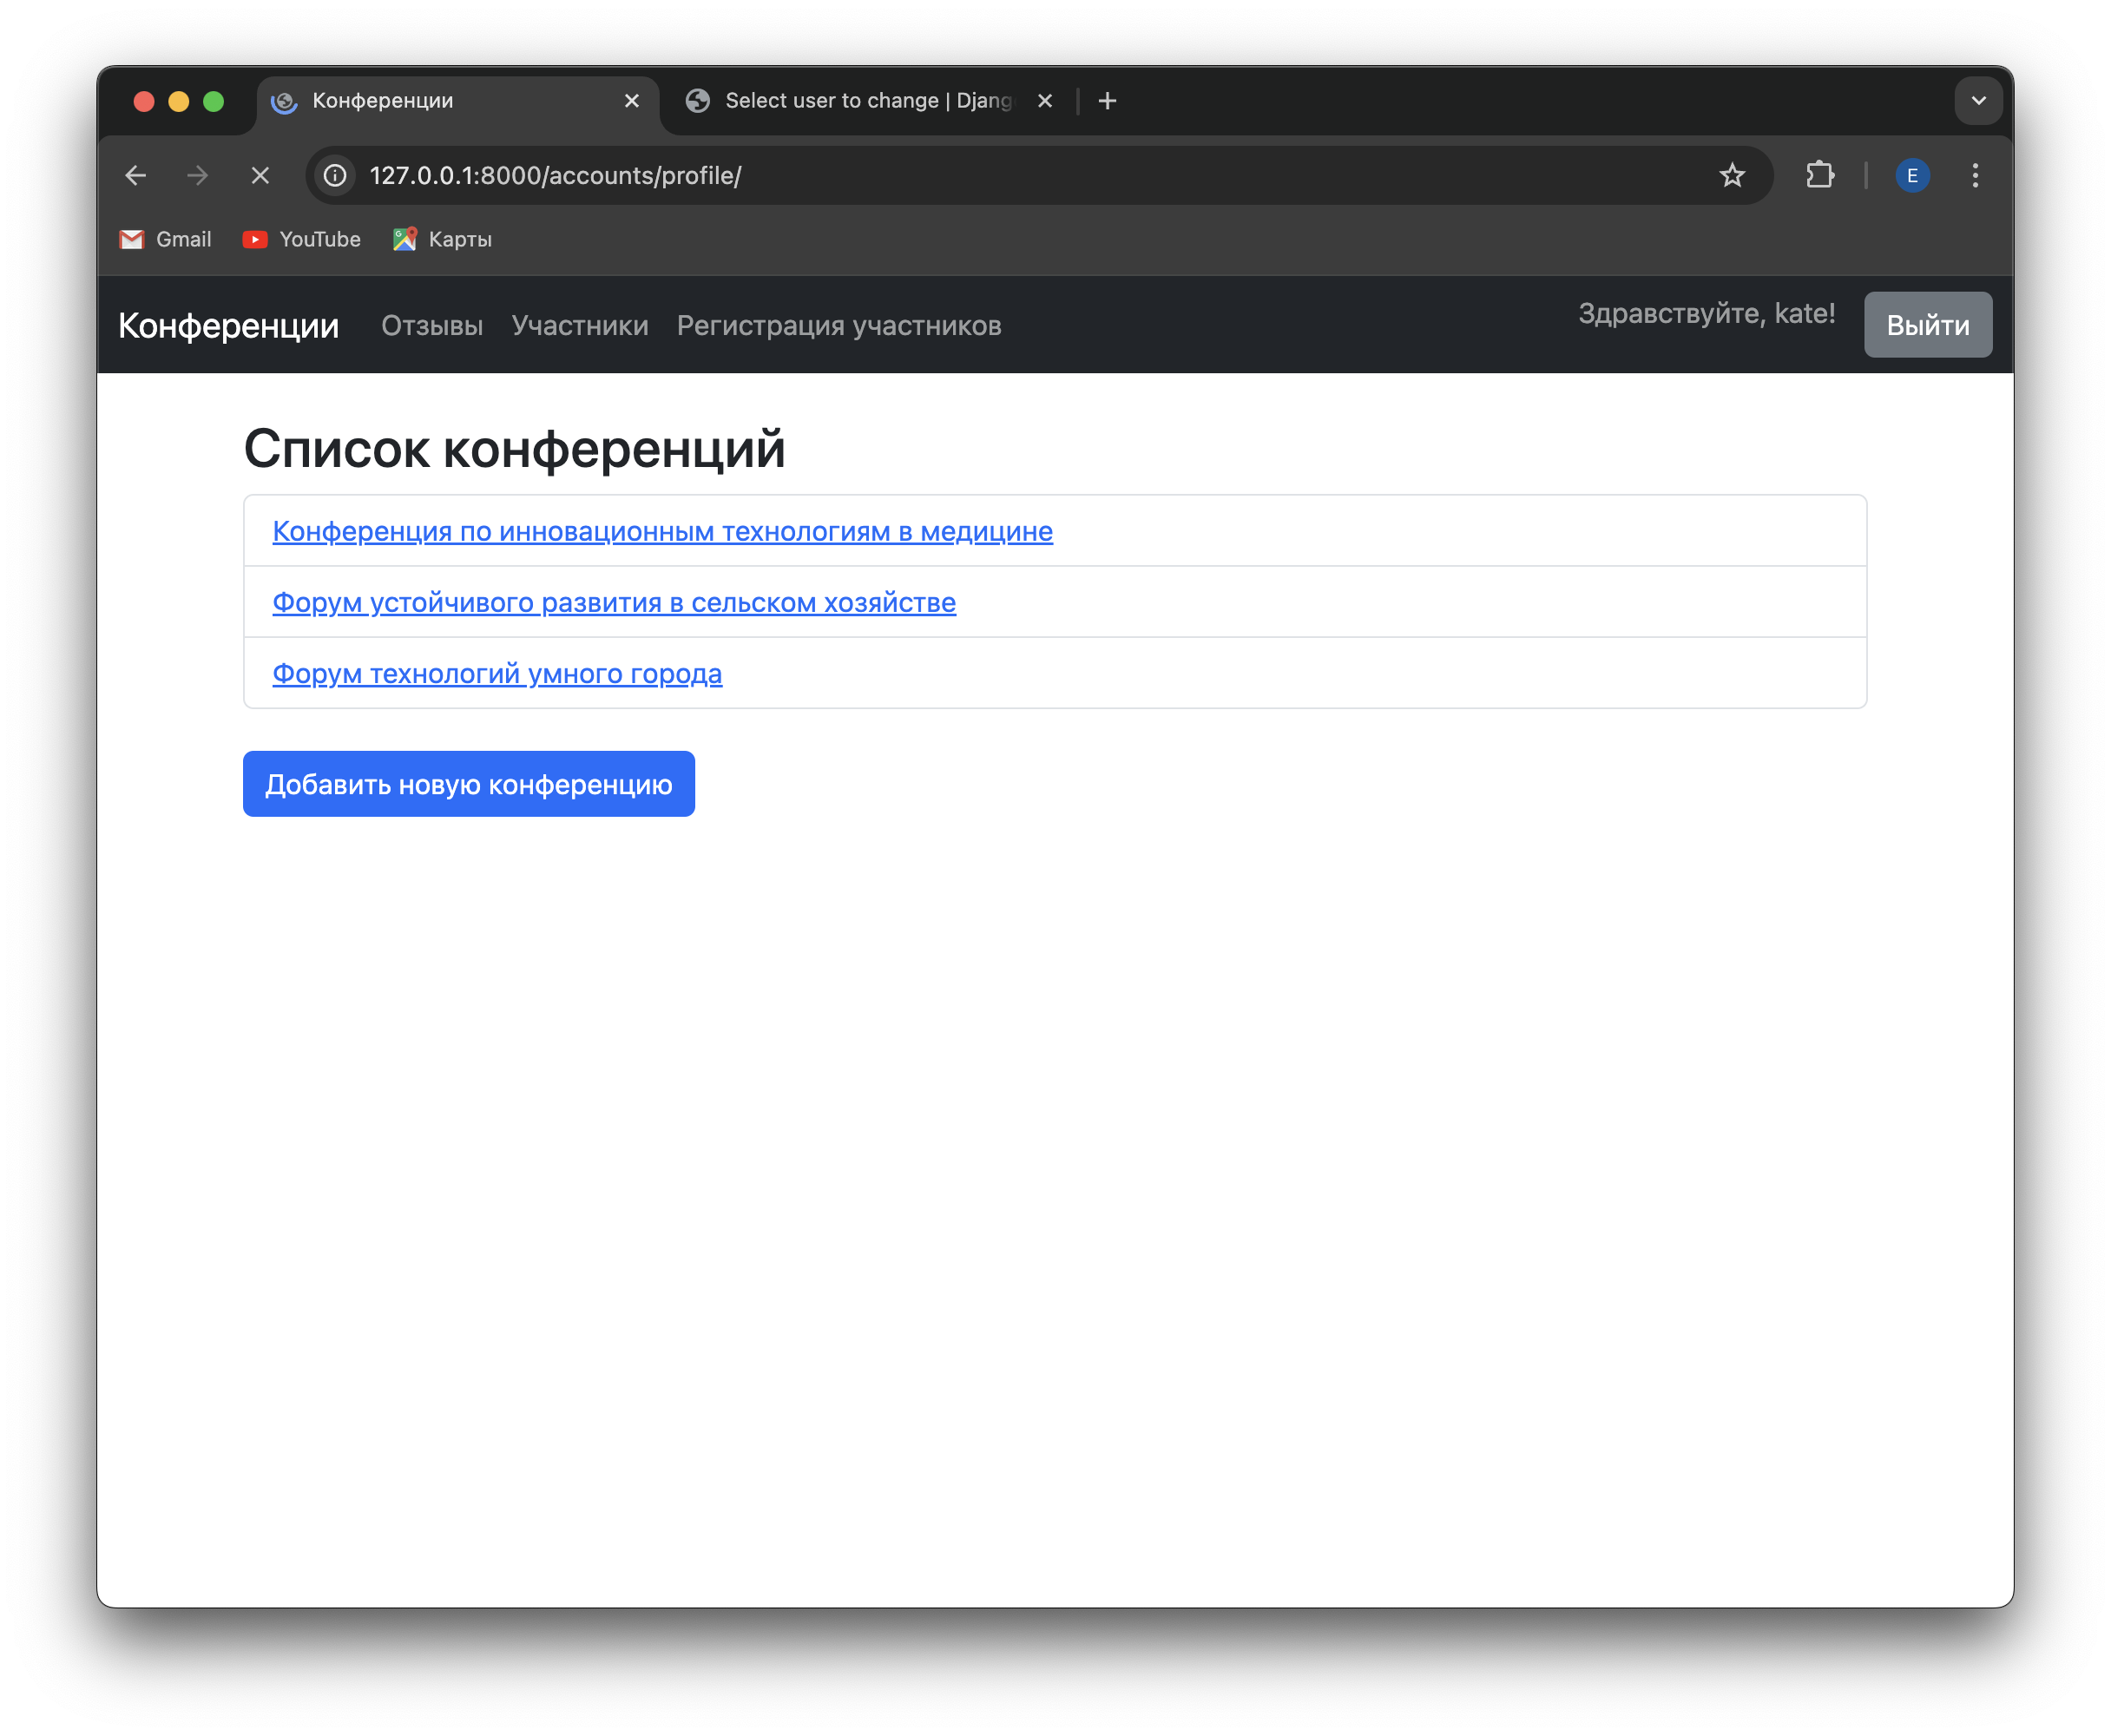 Конференции
Select user to change | Djang
127.0.0.1:8000/accounts/profile/
E
Gmail YouTube Карты
Конференции Отзывы Участники Регистрация участников Здравствуйте, kate! Выйти
Список конференций
Конференция по инновационным технологиям в медицине
Форум устойчивого развития в сельском хозяйстве
Форум технологий умного города
Добавить новую конференцию